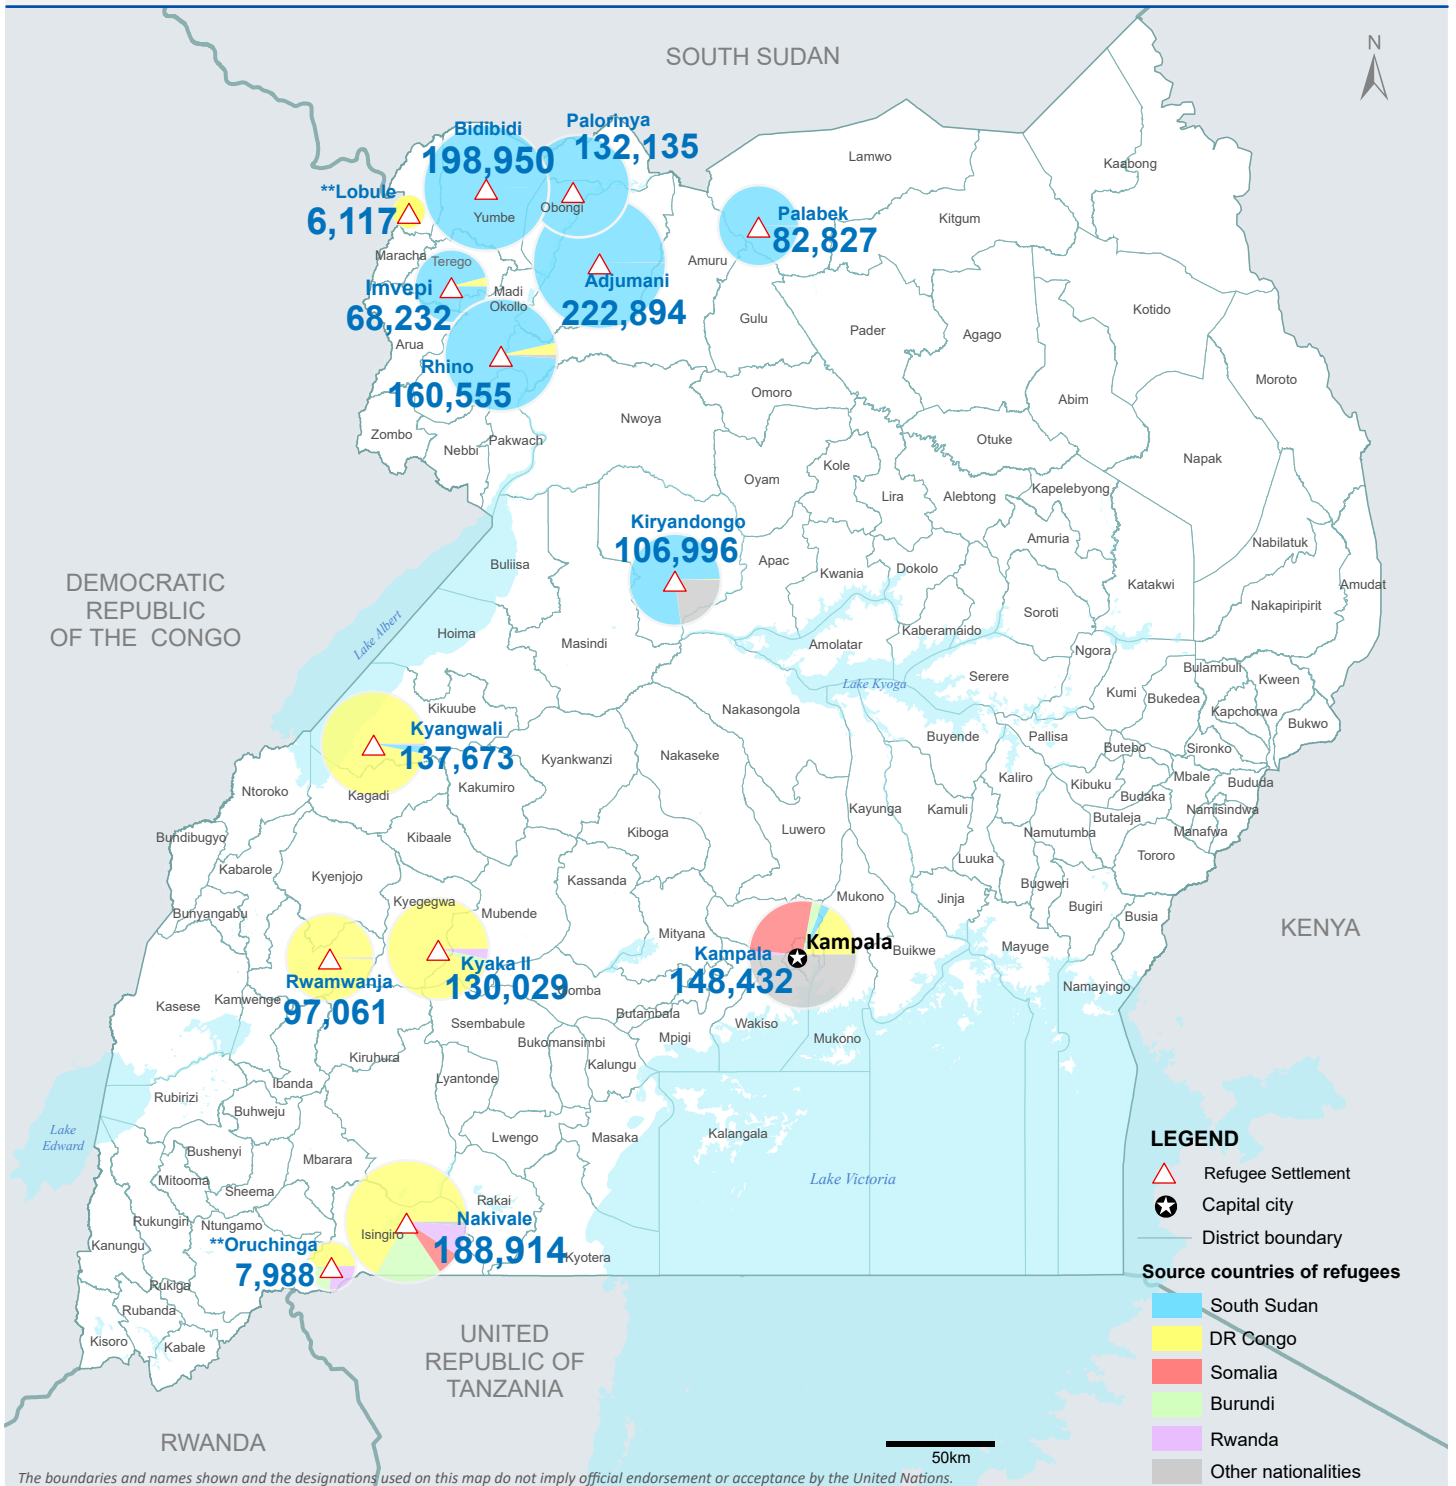 SOUTH SUDAN
N
Palorinya
132,135
Bidibidi
198,950
Lamwo
Kaabong
**Lobule
6,117
Yumbe
Obongi
Palabek
82,827
Kitgum
Maracha
Terego
Amuru
Imvepi
68,232
Madi
Okollo
Adjumani
222,894
Gulu
Pader
Agago
Kotido
Arua
Rhino
160,555
Moroto
Omoro
Abim
Nwoya
Zombo
Nebbi
Pakwach
Otuke
Napak
Kole
Oyam
Lira
Alebtong
Kapelebyong
Kiryandongo
106,996
Amuria
Nabilatuk
Buliisa
Apac
Kwania
Dokolo
Katakwi
Amudat
Nakapiripirit
DEMOCRATIC
REPUBLIC
OF THE  CONGO
Lake Albert
Hoima
Masindi
Amolatar
Kaberamaido
Soroti
Ngora
Lake Kyoga
Serere
Bulambuli
Kween
Kumi
Bukedea
Kapchorwa
Bukwo
Kikuube
Nakasongola
Kyangwali
137,673
Buyende
Pallisa
Butebo
Sironko
Kyankwanzi
Nakaseke
Kaliro
Kibuku
Mbale
Bududa
Ntoroko
Kagadi
Kakumiro
Budaka
Kayunga
Kamuli
Butaleja
Namisindwa
Bundibugyo
Kibaale
Kiboga
Luwero
Namutumba
Manafwa
Kabarole
Kyenjojo
Luuka
Tororo
Kassanda
Bugweri
Kyegegwa
Mukono
Jinja
Bunyangabu
Mubende
Bugiri
Busia
KENYA
Mityana
Kampala
Kampala
148,432
Buikwe
Mayuge
Kyaka II
130,029
Gomba
Rwamwanja
97,061
Namayingo
Kasese
Kamwenge
Butambala
Ssembabule
Wakiso
Mukono
Bukomansimbi
Mpigi
Kiruhura
Kalungu
Ibanda
Lyantonde
Rubirizi
Buhweju
Lake
Edward
Lwengo
Masaka
Kalangala
Bushenyi
Mbarara
Mitooma
Sheema
Lake Victoria
LEGEND
Refugee Settlement
Capital city
District boundary
Source countries of refugees
South Sudan
DR Congo
Somalia
Burundi
Rwanda
Other nationalities
Rakai
Rukungiri
Ntungamo
Nakivale
188,914
Isingiro
Kanungu
**Oruchinga
7,988
Kyotera
Rukiga
Rubanda
Kisoro
Kabale
UNITED
REPUBLIC OF
TANZANIA
RWANDA
50km
The boundaries and names shown and the designations used on this map do not imply official endorsement or acceptance by the United Nations.